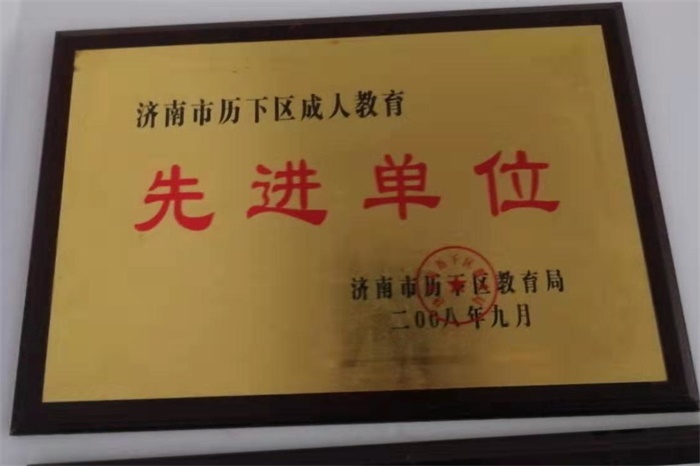 济南市历下区成人教育
先进单位
济南市历下区教育局
二00八年九月